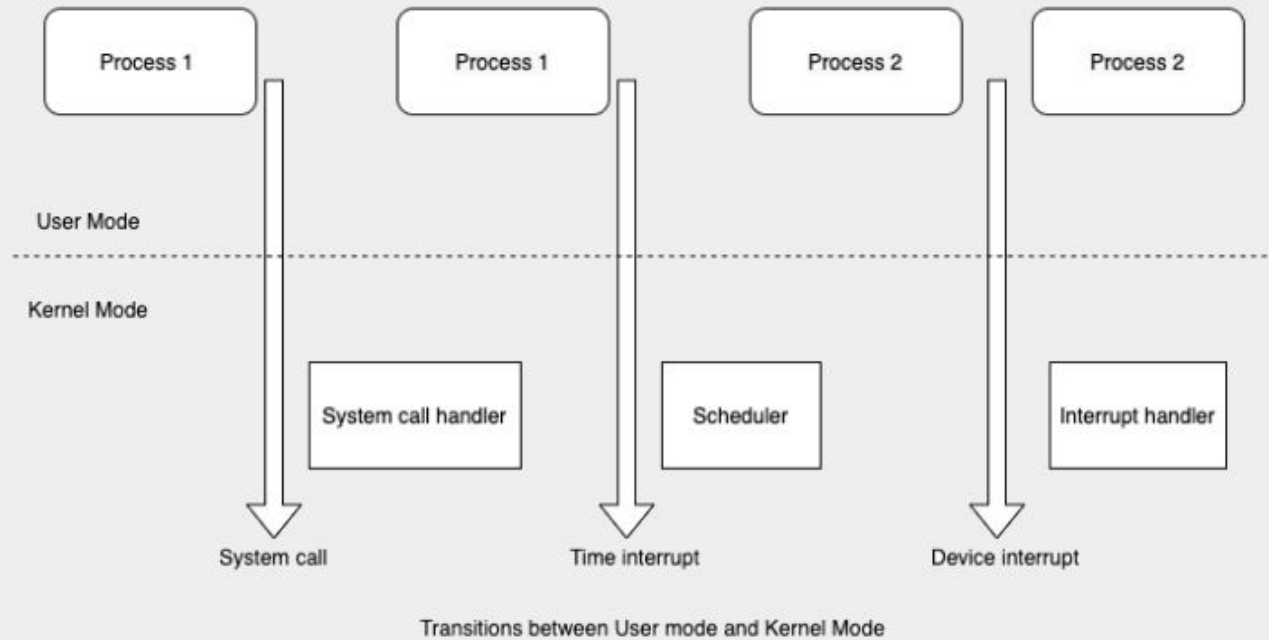 Process 1
Process 1
Process 2
Process 2
User Mode
Kernel Mode
System call handler
Scheduler
Interrupt handler
System call
Time interrupt
Device interrupt
Transitions between User mode and Kernel Mode